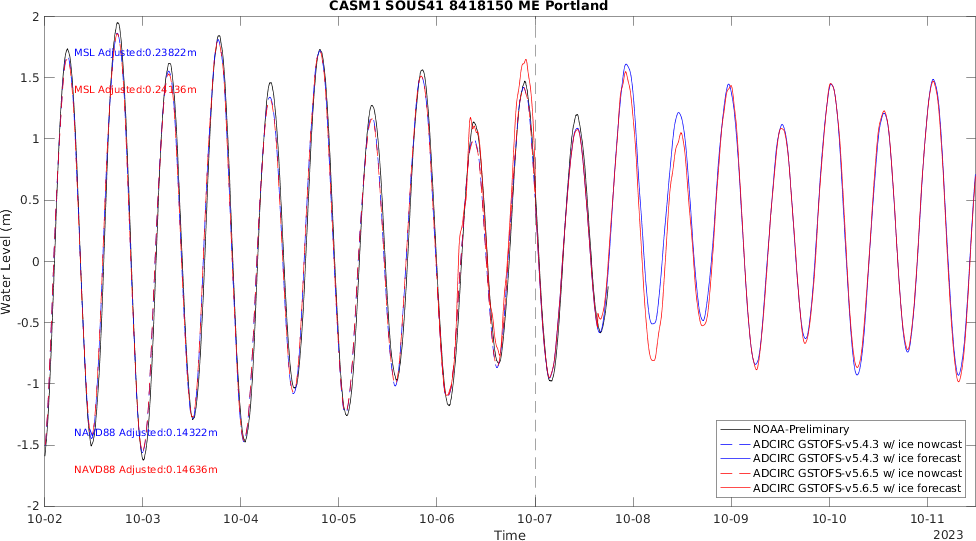 CASM1 SOUS41 8418150 ME Portland
2
1.5
1
0.5
0
-0.5
-1
-1.5
-2
Water Level (m)
MSL Adjusted:0.23822m
MSL Adjusted:0.24136m
NAVD88 Adjusted:0.14322m
NAVD88 Adjusted:0.14636m
NOAA-Preliminary
ADCIRC GSTOFS-v5.4.3 w/ ice nowcast
ADCIRC GSTOFS-v5.4.3 w/ ice forecast
ADCIRC GSTOFS-v5.6.5 w/ ice nowcast
ADCIRC GSTOFS-v5.6.5 w/ ice forecast
10-02 10-03 10-04 10-05 10-06 10-07 10-08 10-09 10-10 10-11
Time
2023